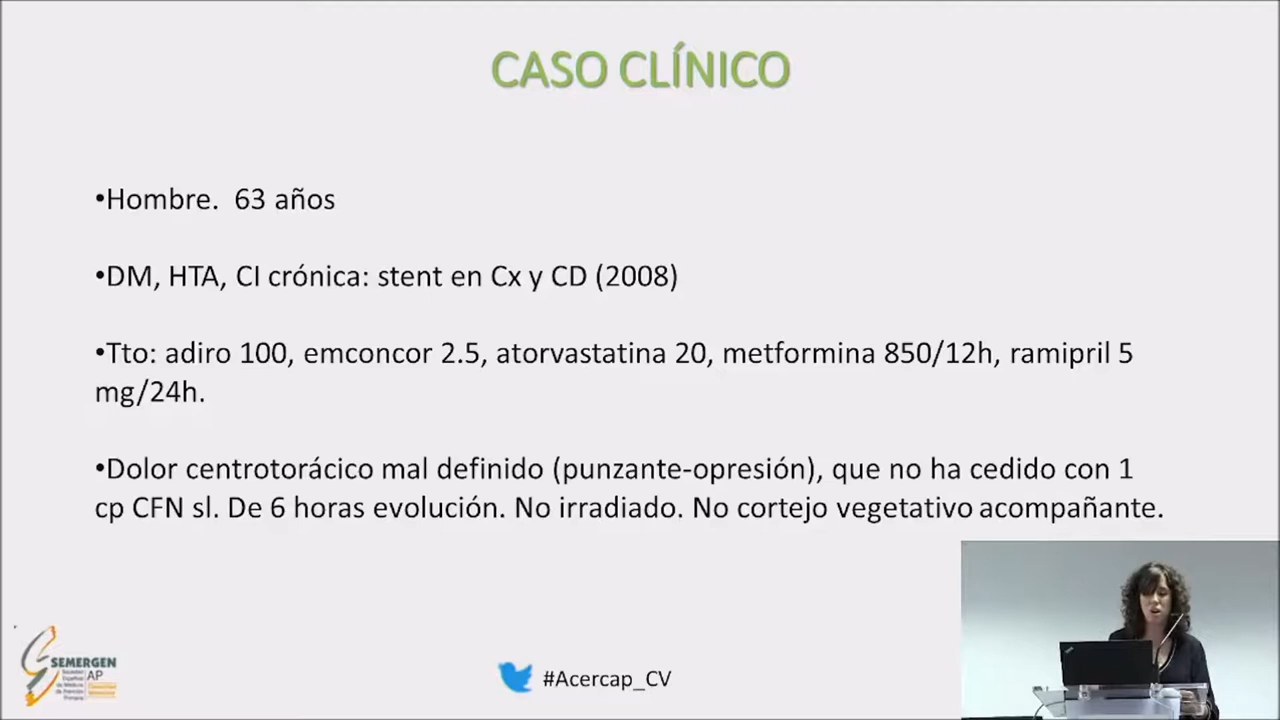 CASO CLÍNICO
•Hombre.  63 años
•DM, HTA, CI crónica: stent en Cx y CD (2008)
•Tto: adiro 100, emconcor 2.5, atorvastatina 20, metformina 850/12h, ramipril 5
mg/24h.
•Dolor centrotorácico mal definido (punzante-opresión), que no ha cedido con 1
cp CFN sl. De 6 horas evolución. No irradiado. No cortejo vegetativo acompañante.
SEMERGEN
AP
#Acercap_CV